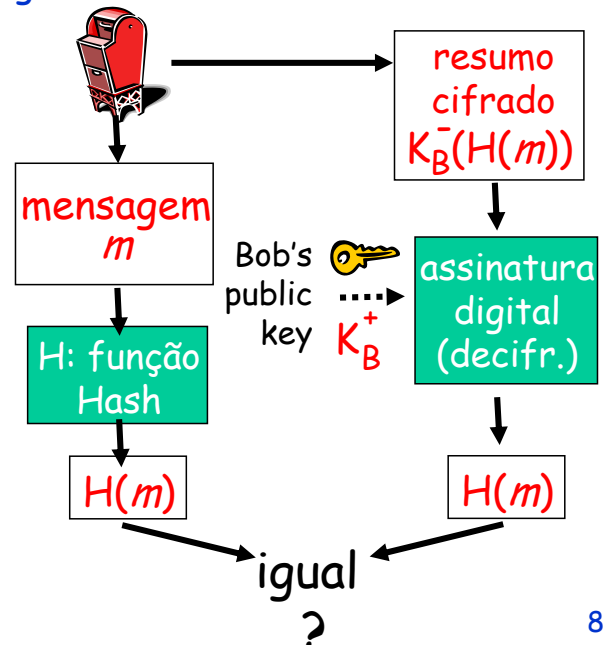 g
resumo
cifrado
K_B^-(H(m))
mensagem
m
Bob's
public
key
K_B^+
assinatura
digital
(decifr.)
H: função
Hash
H(m)
H(m)
igual
?
8